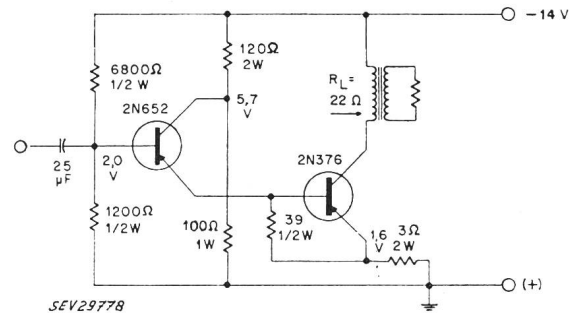 − 14 V
120Ω
2W
6800Ω
1/2 W
R_L =
22 Ω
2N652
5,7
V
2N376
25
µF
2,0
V
1200Ω
1/2W
100Ω
1W
39
1/2W
1,6
V
3Ω
2W
(+)
SEV29778